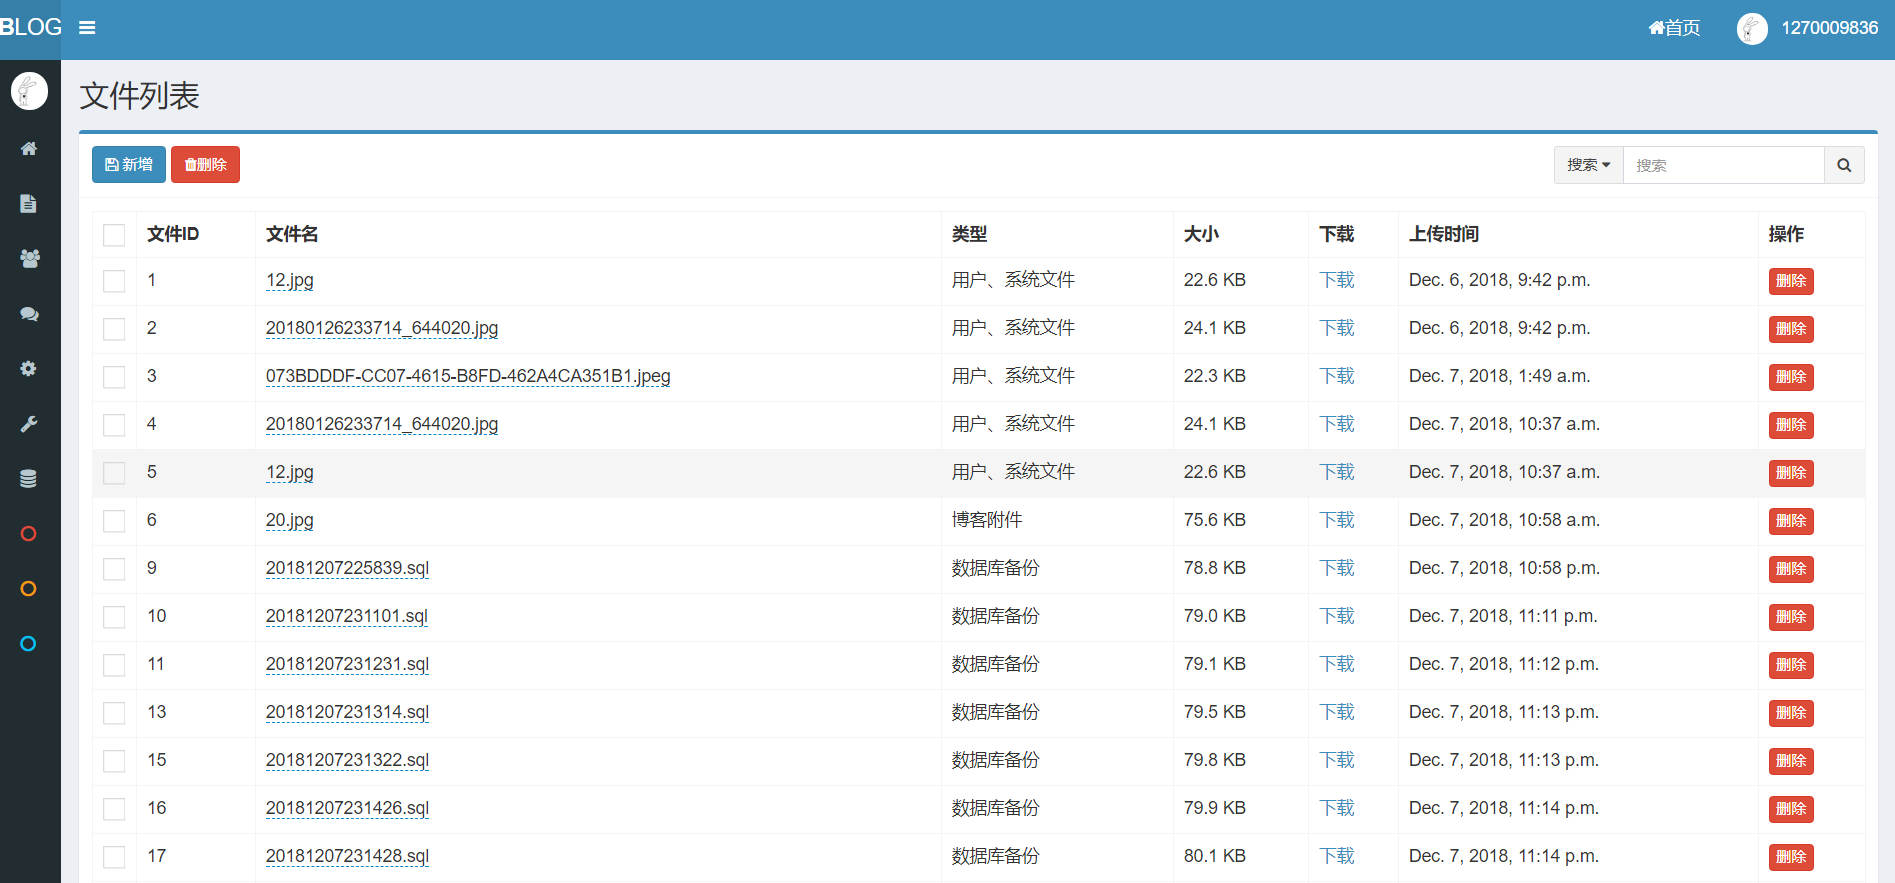 BLOG 首页 1270009836
文件列表
新增 删除 搜索 搜索
文件ID 文件名 类型 大小 下载 上传时间 操作
1 12.jpg 用户、系统文件 22.6 KB 下载 Dec. 6, 2018, 9:42 p.m. 删除
2 20180126233714_644020.jpg 用户、系统文件 24.1 KB 下载 Dec. 6, 2018, 9:42 p.m. 删除
3 073BDDDF-CC07-4615-B8FD-462A4CA351B1.jpeg 用户、系统文件 22.3 KB 下载 Dec. 7, 2018, 1:49 a.m. 删除
4 20180126233714_644020.jpg 用户、系统文件 24.1 KB 下载 Dec. 7, 2018, 10:37 a.m. 删除
5 12.jpg 用户、系统文件 22.6 KB 下载 Dec. 7, 2018, 10:37 a.m. 删除
6 20.jpg 博客附件 75.6 KB 下载 Dec. 7, 2018, 10:58 a.m. 删除
9 20181207225839.sql 数据库备份 78.8 KB 下载 Dec. 7, 2018, 10:58 p.m. 删除
10 20181207231101.sql 数据库备份 79.0 KB 下载 Dec. 7, 2018, 11:11 p.m. 删除
11 20181207231231.sql 数据库备份 79.1 KB 下载 Dec. 7, 2018, 11:12 p.m. 删除
13 20181207231314.sql 数据库备份 79.5 KB 下载 Dec. 7, 2018, 11:13 p.m. 删除
15 20181207231322.sql 数据库备份 79.8 KB 下载 Dec. 7, 2018, 11:13 p.m. 删除
16 20181207231426.sql 数据库备份 79.9 KB 下载 Dec. 7, 2018, 11:14 p.m. 删除
17 20181207231428.sql 数据库备份 80.1 KB 下载 Dec. 7, 2018, 11:14 p.m. 删除